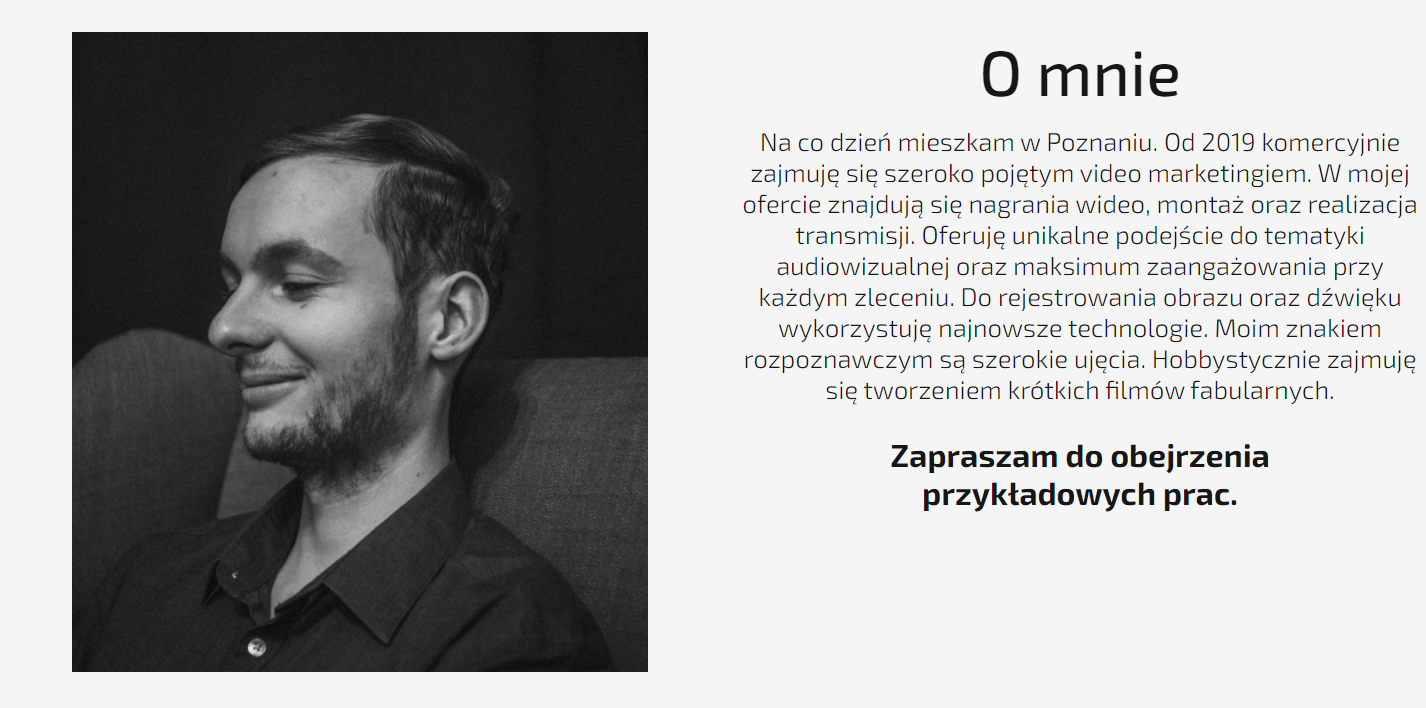 O mnie
Na co dzień mieszkam w Poznaniu. Od 2019 komercyjnie
zajmuję się szeroko pojętym video marketingiem. W mojej
ofercie znajdują się nagrania wideo, montaż oraz realizacja
transmisji. Oferuję unikalne podejście do tematyki
audiowizualnej oraz maksimum zaangażowania przy
każdym zleceniu. Do rejestrowania obrazu oraz dźwięku
wykorzystuję najnowsze technologie. Moim znakiem
rozpoznawczym są szerokie ujęcia. Hobbystycznie zajmuję
się tworzeniem krótkich filmów fabularnych.
Zapraszam do obejrzenia
przykładowych prac.